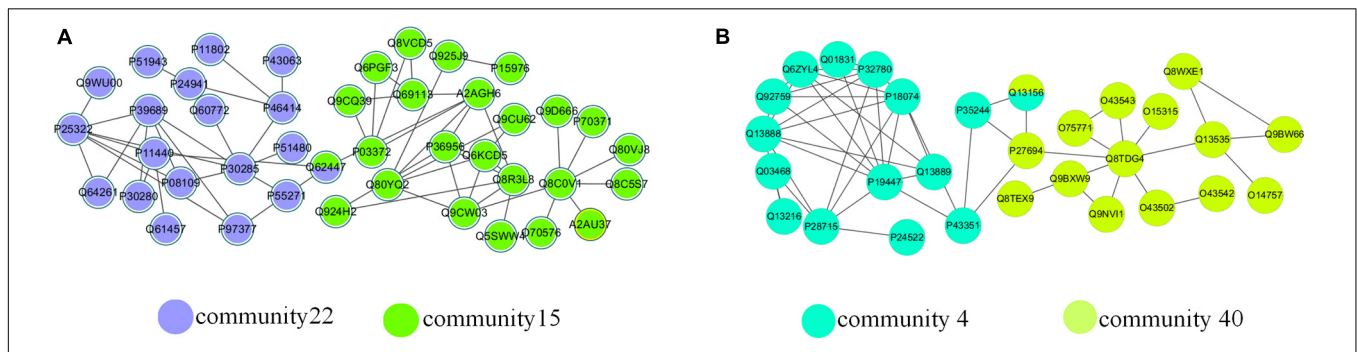 A
B
Q8VCD5
P11802
Q925J9
P51943
P43063
Q6PGF3
P15976
Q9WU00
P24941
Q60772
Q9CQ39
Q69113
A2AGH6
P39689
P46414
Q9CU62
Q9D666
P70371
P25322
P11440
P51480
P03372
P36956
Q6KCD5
Q80VJ8
P08109
P30285
Q62447
Q80YQ2
Q8R3L8
Q8C0V1
Q8C5S7
Q64261
P30280
P55271
Q924H2
Q9CW03
Q61457
P97377
Q5SWW4
O70576
A2AU37
community22
community15
Q6ZYL4
Q01831
P32780
Q8WXE1
Q92759
P18074
P35244
Q13156
O43543
O15315
Q13888
O75771
Q13535
Q9BW66
P27694
Q8TDG4
Q03468
P19447
Q13889
Q9BXW9
Q8TEX9
O43502
O43542
O14757
Q13216
P28715
P24522
P43351
Q9NVI1
community 4
community 40